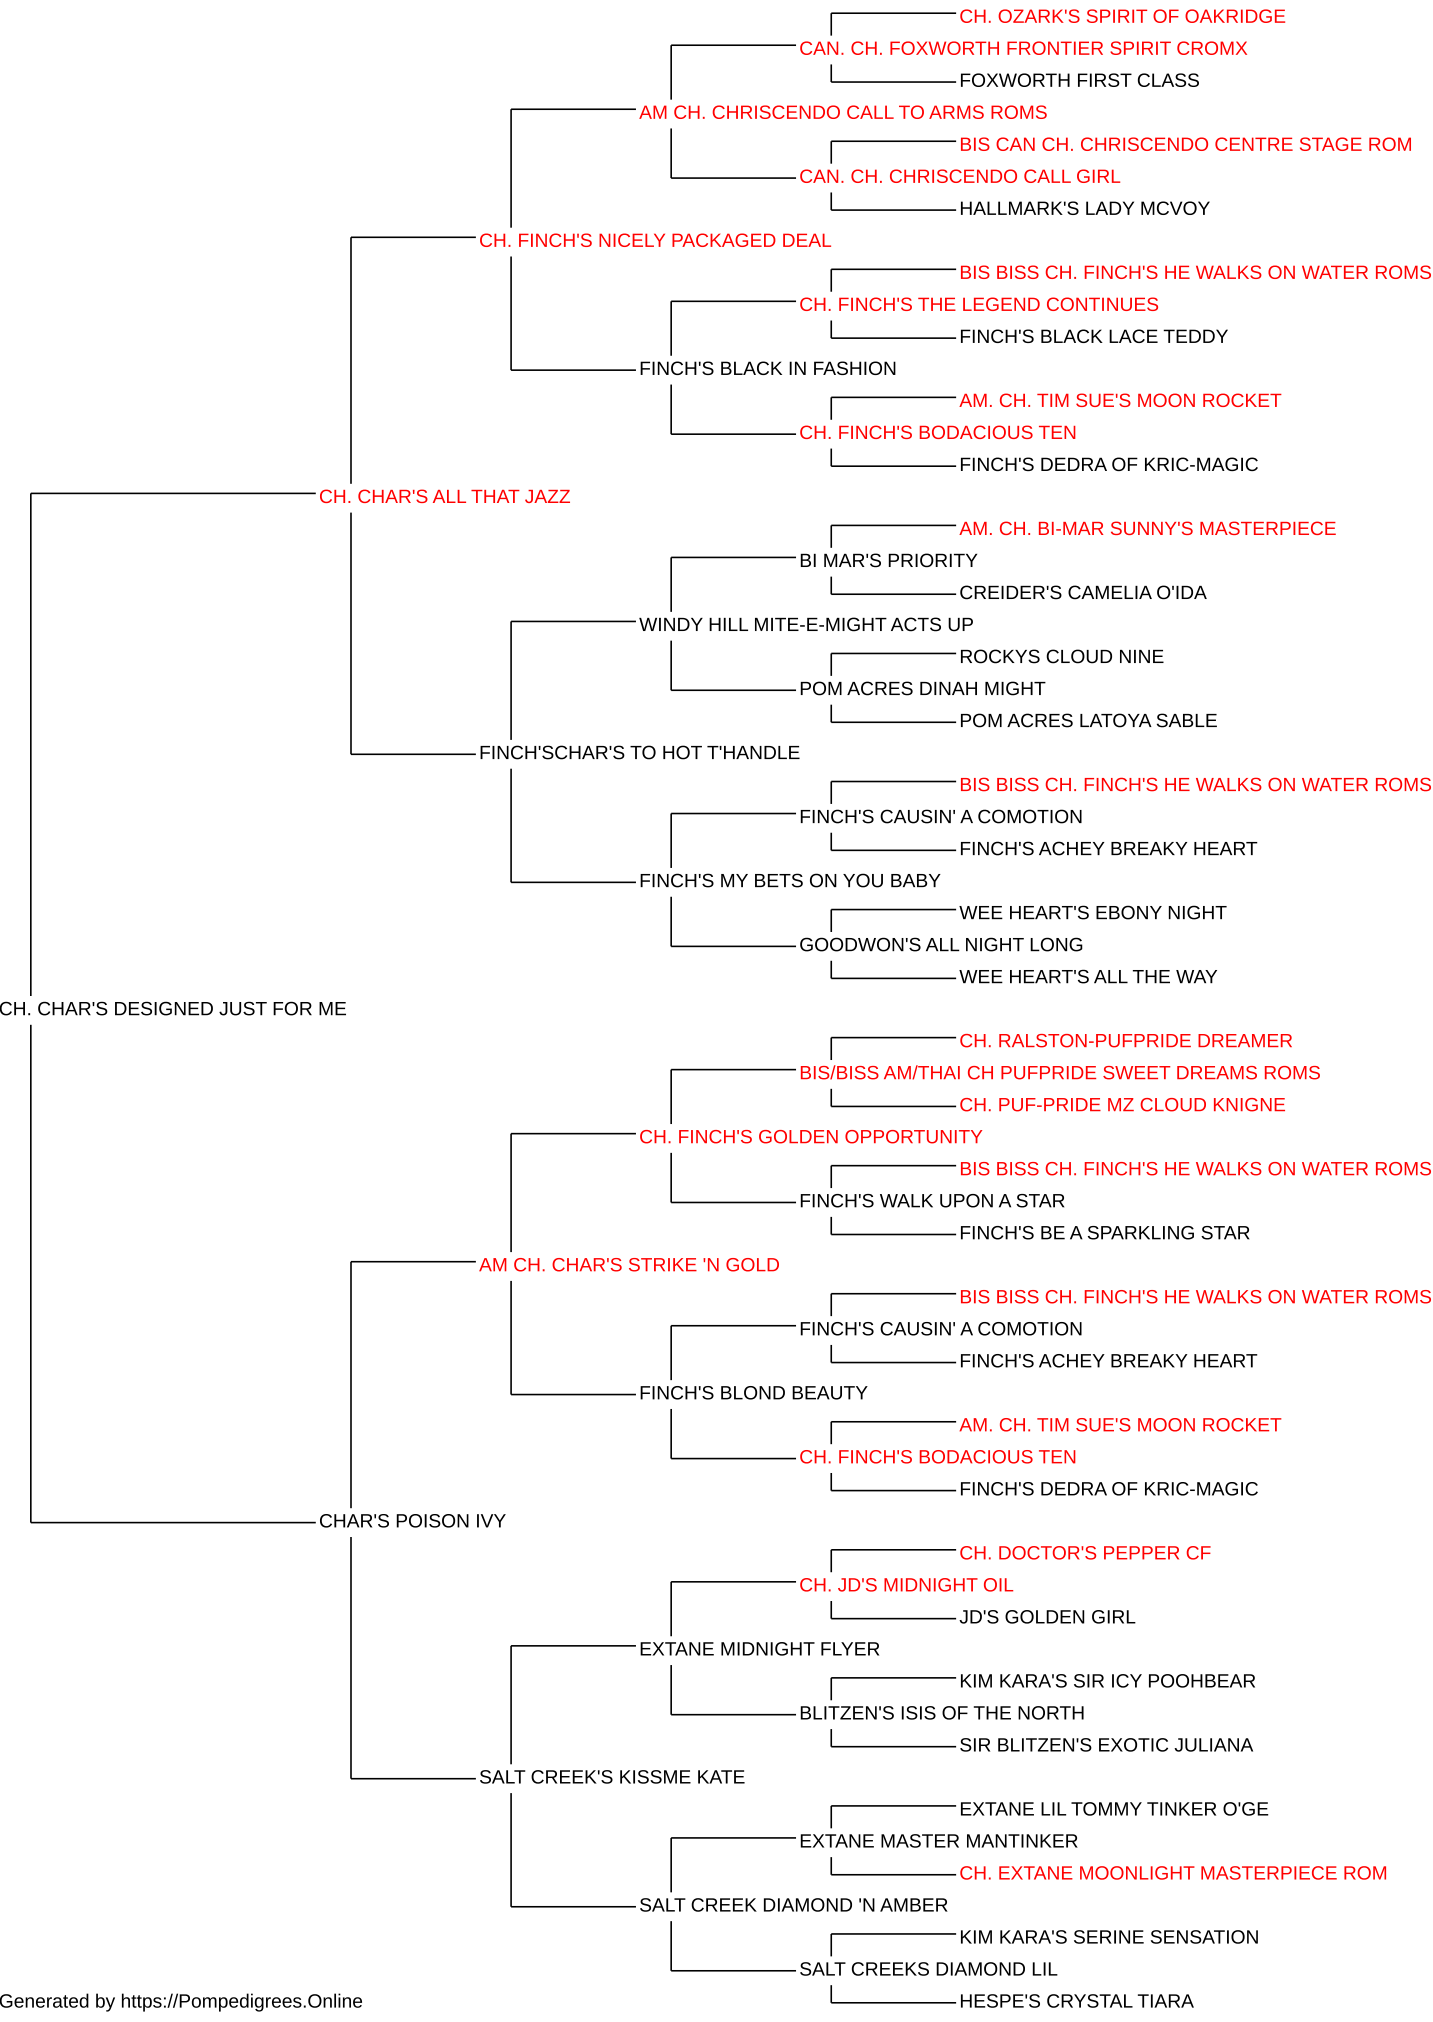 CH. OZARK'S SPIRIT OF OAKRIDGE
CAN. CH. FOXWORTH FRONTIER SPIRIT CROMX
FOXWORTH FIRST CLASS
AM CH. CHRISCENDO CALL TO ARMS ROMS
BIS CAN CH. CHRISCENDO CENTRE STAGE ROM
CAN. CH. CHRISCENDO CALL GIRL
HALLMARK'S LADY MCVOY
CH. FINCH'S NICELY PACKAGED DEAL
BIS BISS CH. FINCH'S HE WALKS ON WATER ROMS
CH. FINCH'S THE LEGEND CONTINUES
FINCH'S BLACK LACE TEDDY
FINCH'S BLACK IN FASHION
AM. CH. TIM SUE'S MOON ROCKET
CH. FINCH'S BODACIOUS TEN
FINCH'S DEDRA OF KRIC-MAGIC
CH. CHAR'S ALL THAT JAZZ
AM. CH. BI-MAR SUNNY'S MASTERPIECE
BI MAR'S PRIORITY
CREIDER'S CAMELIA O'IDA
WINDY HILL MITE-E-MIGHT ACTS UP
ROCKYS CLOUD NINE
POM ACRES DINAH MIGHT
POM ACRES LATOYA SABLE
FINCH'SCHAR'S TO HOT T'HANDLE
BIS BISS CH. FINCH'S HE WALKS ON WATER ROMS
FINCH'S CAUSIN' A COMOTION
FINCH'S ACHEY BREAKY HEART
FINCH'S MY BETS ON YOU BABY
WEE HEART'S EBONY NIGHT
GOODWON'S ALL NIGHT LONG
WEE HEART'S ALL THE WAY
CH. CHAR'S DESIGNED JUST FOR ME
CH. RALSTON-PUFPRIDE DREAMER
BIS/BISS AM/THAI CH PUFPRIDE SWEET DREAMS ROMS
CH. PUF-PRIDE MZ CLOUD KNIGNE
CH. FINCH'S GOLDEN OPPORTUNITY
BIS BISS CH. FINCH'S HE WALKS ON WATER ROMS
FINCH'S WALK UPON A STAR
FINCH'S BE A SPARKLING STAR
AM CH. CHAR'S STRIKE 'N GOLD
BIS BISS CH. FINCH'S HE WALKS ON WATER ROMS
FINCH'S CAUSIN' A COMOTION
FINCH'S ACHEY BREAKY HEART
FINCH'S BLOND BEAUTY
AM. CH. TIM SUE'S MOON ROCKET
CH. FINCH'S BODACIOUS TEN
FINCH'S DEDRA OF KRIC-MAGIC
CHAR'S POISON IVY
CH. DOCTOR'S PEPPER CF
CH. JD'S MIDNIGHT OIL
JD'S GOLDEN GIRL
EXTANE MIDNIGHT FLYER
KIM KARA'S SIR ICY POOHBEAR
BLITZEN'S ISIS OF THE NORTH
SIR BLITZEN'S EXOTIC JULIANA
SALT CREEK'S KISSME KATE
EXTANE LIL TOMMY TINKER O'GE
EXTANE MASTER MANTINKER
CH. EXTANE MOONLIGHT MASTERPIECE ROM
SALT CREEK DIAMOND 'N AMBER
KIM KARA'S SERINE SENSATION
SALT CREEKS DIAMOND LIL
HESPE'S CRYSTAL TIARA
Generated by https://Pompedigrees.Online